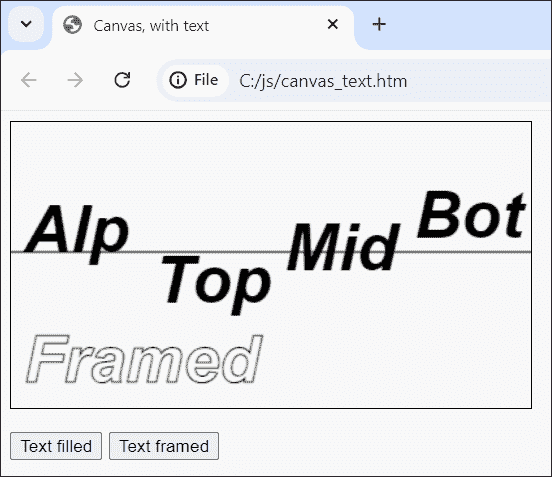 Canvas, with text
File C:/js/canvas_text.htm
Alp Top Mid Bot
Framed
Text filled Text framed